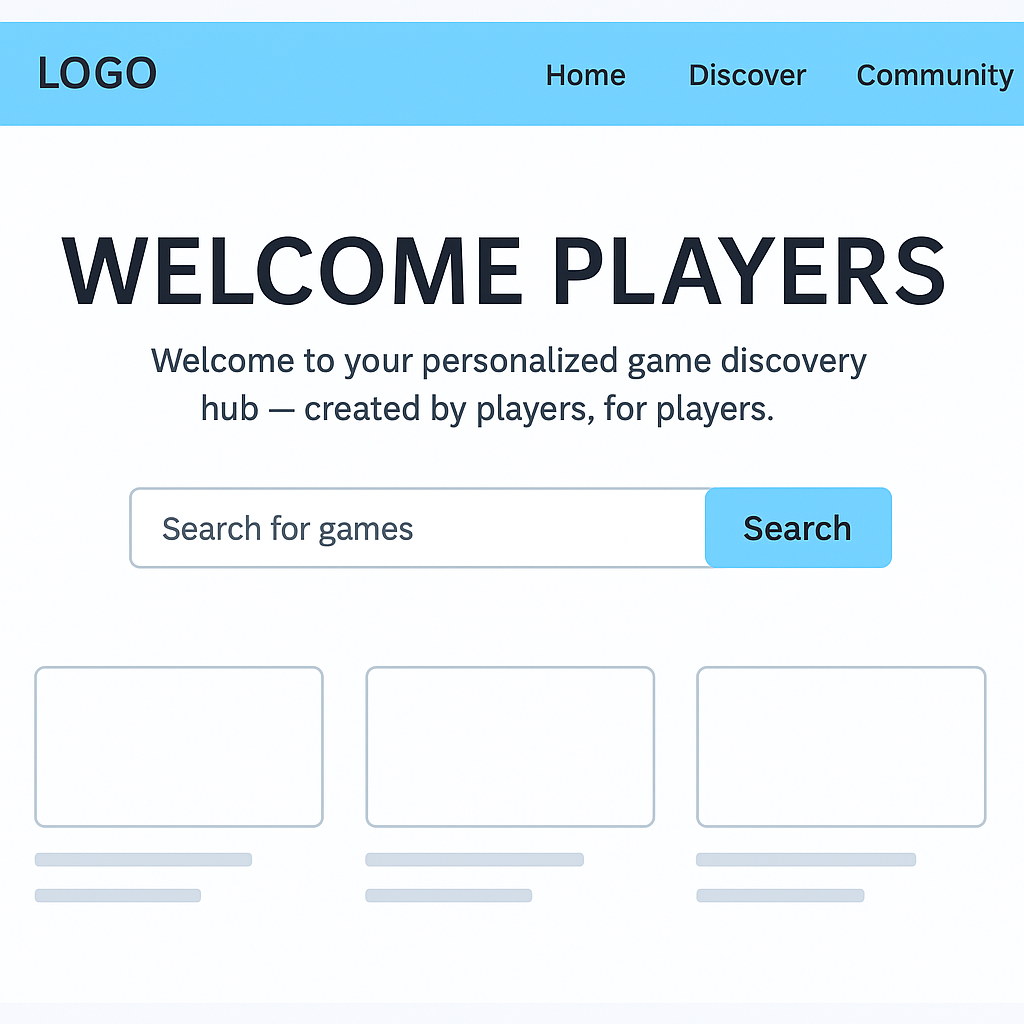 LOGO
Home Discover Community
WELCOME PLAYERS
Welcome to your personalized game discovery
hub — created by players, for players.
Search for games
Search